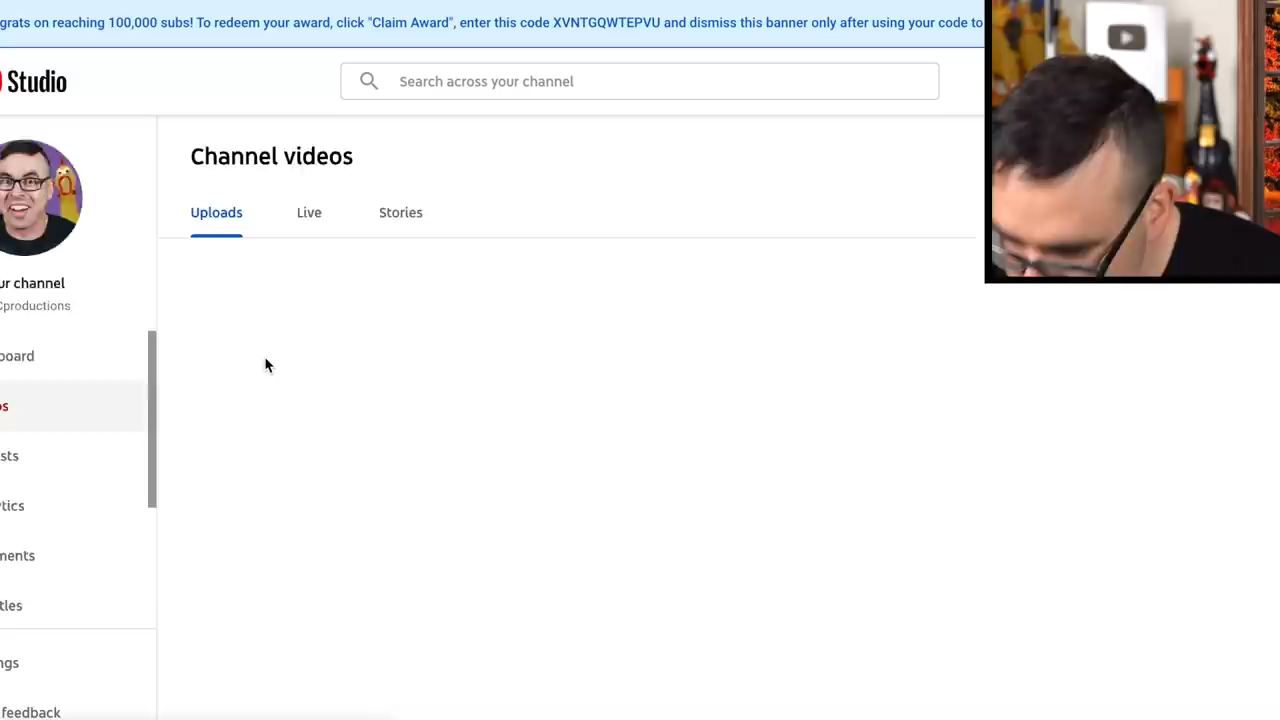 grats on reaching 100,000 subs! To redeem your award, click "Claim Award", enter this code XVNTGQWTEPVU and dismiss this banner only after using your code to
Studio
Search across your channel
Channel videos
Uploads
Live
Stories
ur channel
Cproductions
board
os
sts
tics
ments
tles
ngs
feedback